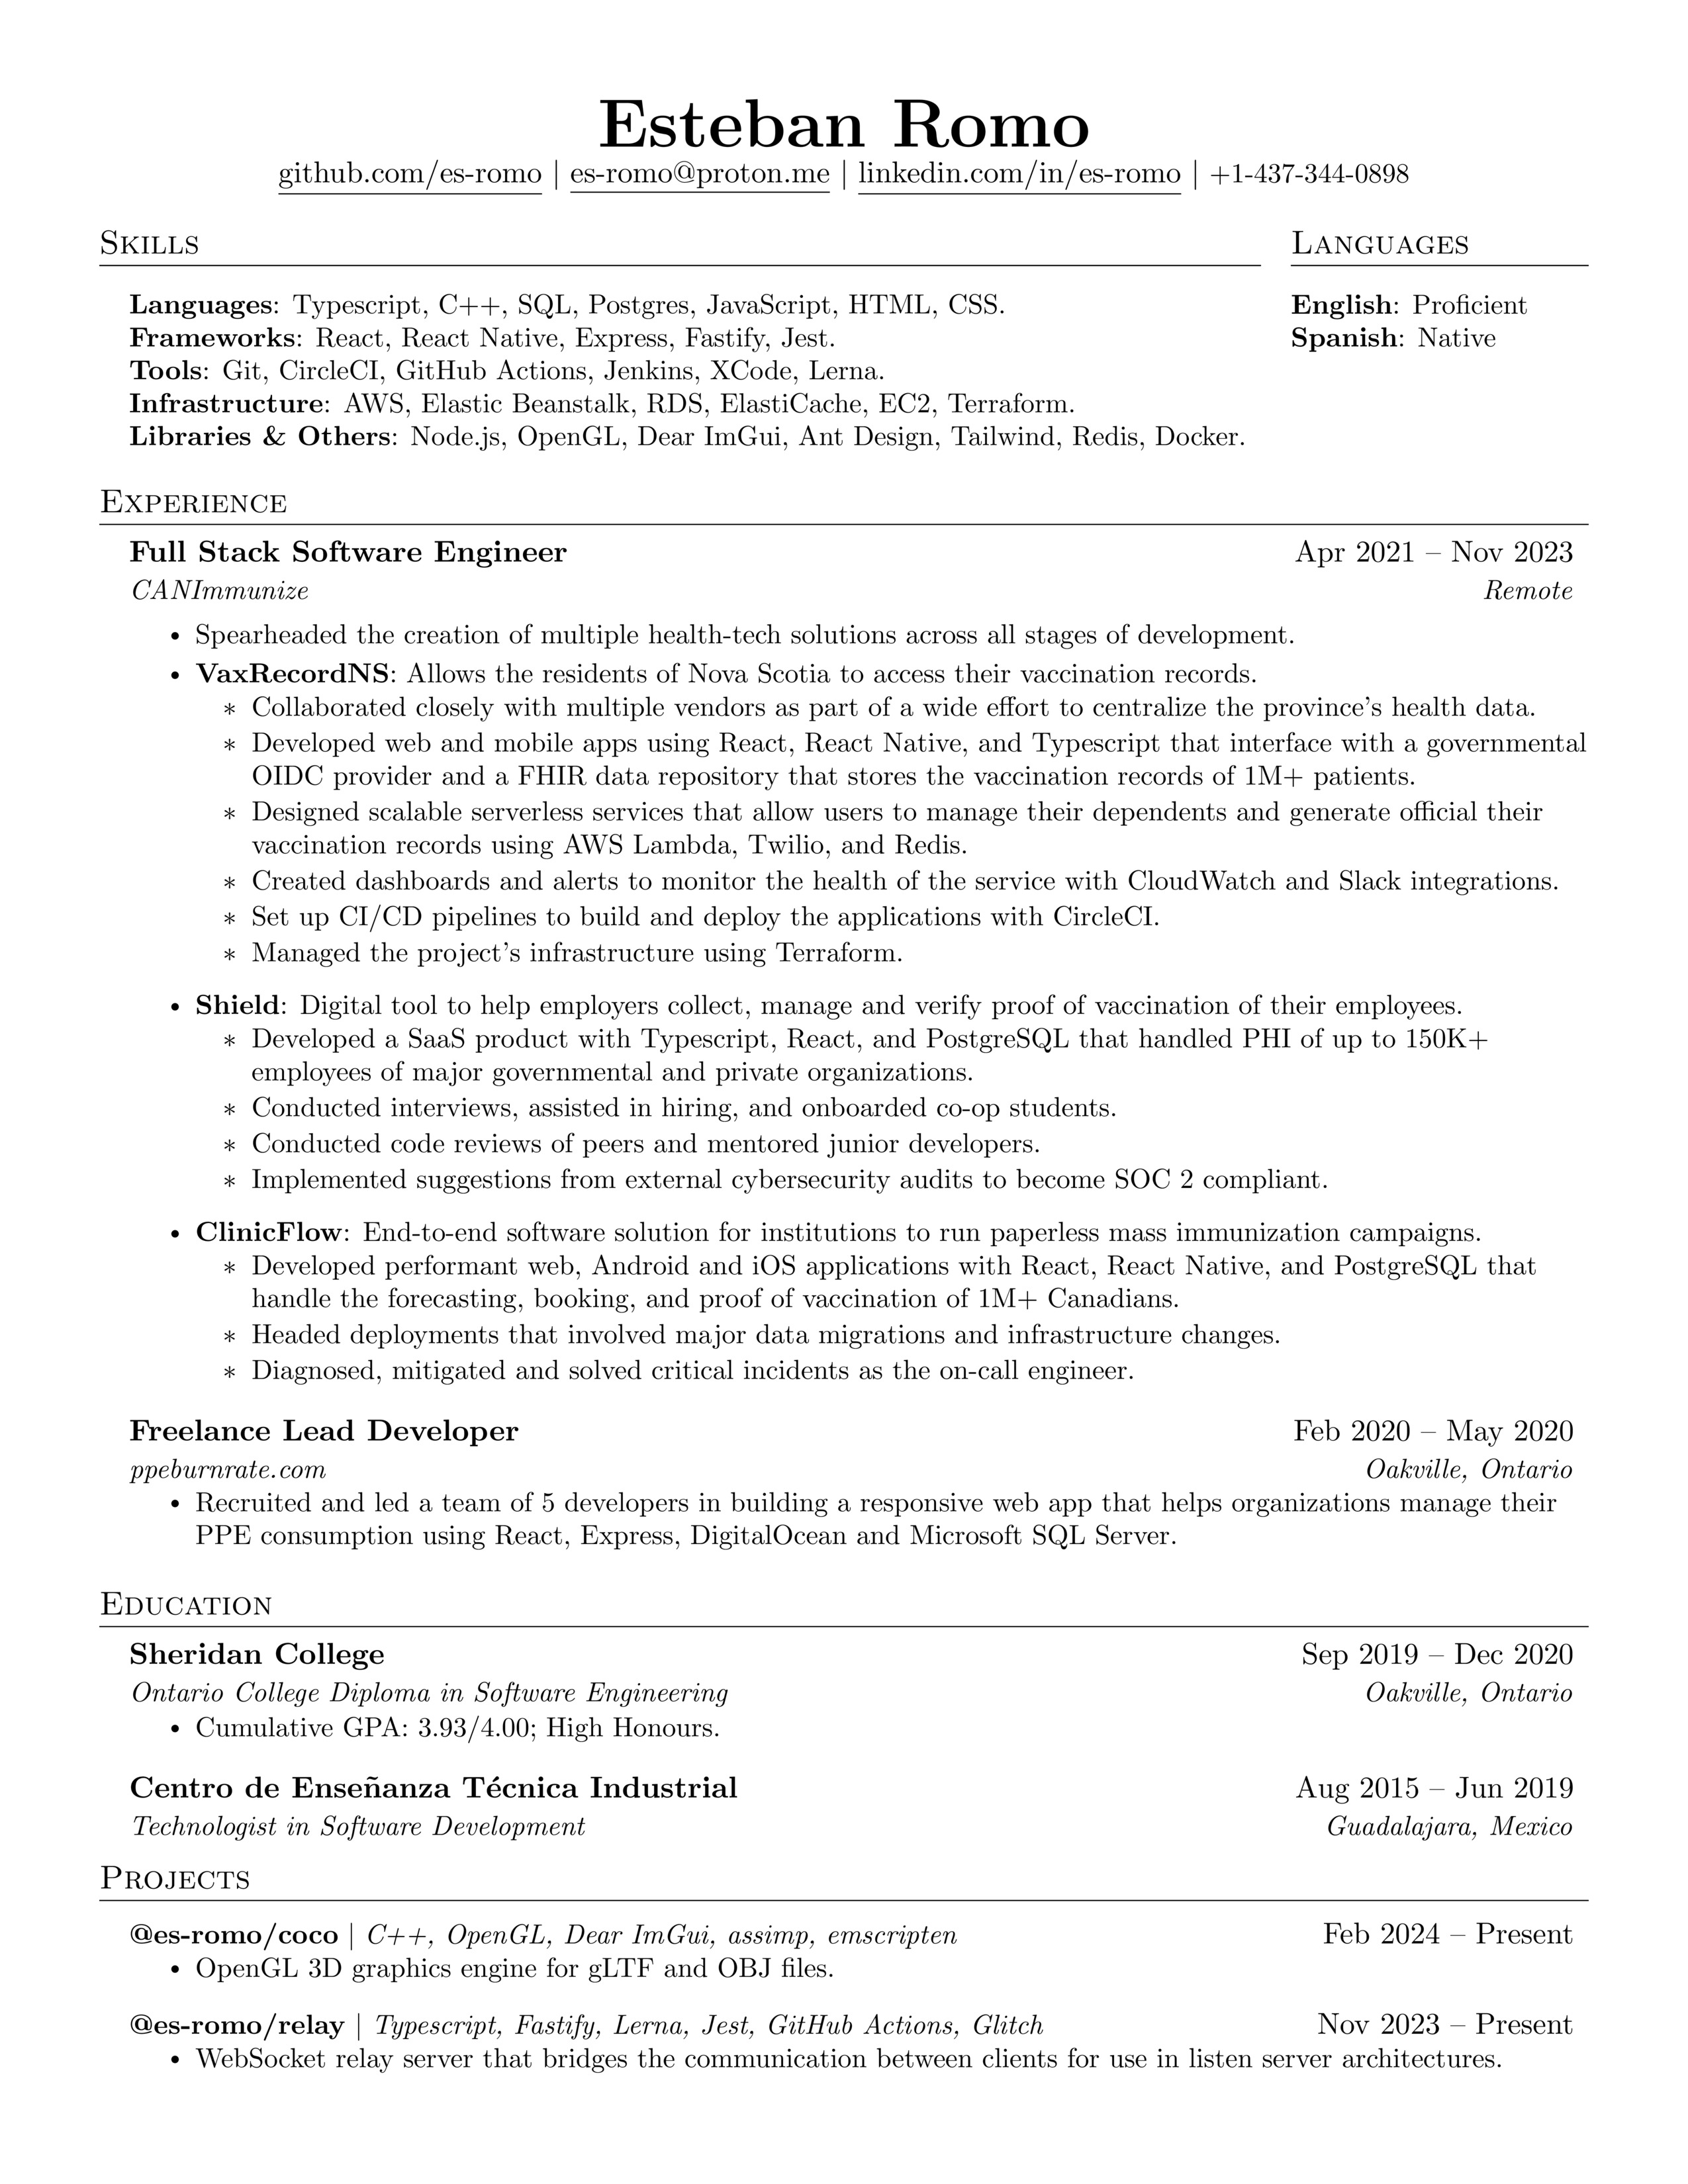 Esteban Romo
github.com/es-romo | es-romo@proton.me | linkedin.com/in/es-romo | +1-437-344-0898
Skills
Languages: Typescript, C++, SQL, Postgres, JavaScript, HTML, CSS.
Frameworks: React, React Native, Express, Fastify, Jest.
Tools: Git, CircleCI, GitHub Actions, Jenkins, XCode, Lerna.
Infrastructure: AWS, Elastic Beanstalk, RDS, ElastiCache, EC2, Terraform.
Libraries & Others: Node.js, OpenGL, Dear ImGui, Ant Design, Tailwind, Redis, Docker.
Languages
English: Proficient
Spanish: Native
Experience
Full Stack Software Engineer Apr 2021 – Nov 2023
CANImmunize Remote
• Spearheaded the creation of multiple health-tech solutions across all stages of development.
• VaxRecordNS: Allows the residents of Nova Scotia to access their vaccination records.
∗ Collaborated closely with multiple vendors as part of a wide effort to centralize the province's health data.
∗ Developed web and mobile apps using React, React Native, and Typescript that interface with a governmental
OIDC provider and a FHIR data repository that stores the vaccination records of 1M+ patients.
∗ Designed scalable serverless services that allow users to manage their dependents and generate official their
vaccination records using AWS Lambda, Twilio, and Redis.
∗ Created dashboards and alerts to monitor the health of the service with CloudWatch and Slack integrations.
∗ Set up CI/CD pipelines to build and deploy the applications with CircleCI.
∗ Managed the project's infrastructure using Terraform.
• Shield: Digital tool to help employers collect, manage and verify proof of vaccination of their employees.
∗ Developed a SaaS product with Typescript, React, and PostgreSQL that handled PHI of up to 150K+
employees of major governmental and private organizations.
∗ Conducted interviews, assisted in hiring, and onboarded co-op students.
∗ Conducted code reviews of peers and mentored junior developers.
∗ Implemented suggestions from external cybersecurity audits to become SOC 2 compliant.
• ClinicFlow: End-to-end software solution for institutions to run paperless mass immunization campaigns.
∗ Developed performant web, Android and iOS applications with React, React Native, and PostgreSQL that
handle the forecasting, booking, and proof of vaccination of 1M+ Canadians.
∗ Headed deployments that involved major data migrations and infrastructure changes.
∗ Diagnosed, mitigated and solved critical incidents as the on-call engineer.
Freelance Lead Developer Feb 2020 – May 2020
ppeburnrate.com Oakville, Ontario
• Recruited and led a team of 5 developers in building a responsive web app that helps organizations manage their
PPE consumption using React, Express, DigitalOcean and Microsoft SQL Server.
Education
Sheridan College Sep 2019 – Dec 2020
Ontario College Diploma in Software Engineering Oakville, Ontario
• Cumulative GPA: 3.93/4.00; High Honours.
Centro de Enseñanza Técnica Industrial Aug 2015 – Jun 2019
Technologist in Software Development Guadalajara, Mexico
Projects
@es-romo/coco | C++, OpenGL, Dear ImGui, assimp, emscripten Feb 2024 – Present
• OpenGL 3D graphics engine for gLTF and OBJ files.
@es-romo/relay | Typescript, Fastify, Lerna, Jest, GitHub Actions, Glitch Nov 2023 – Present
• WebSocket relay server that bridges the communication between clients for use in listen server architectures.